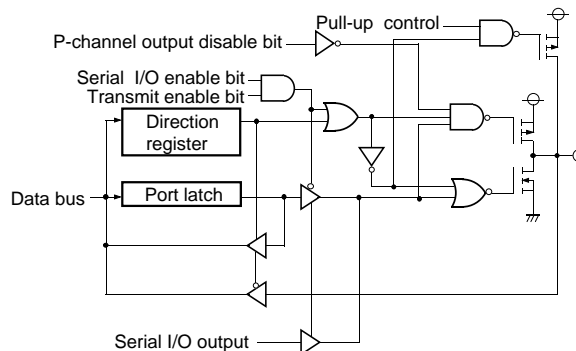 Pull-up control
P-channel output disable bit
Serial I/O enable bit
Transmit enable bit
Direction
register
Data bus
Port latch
Serial I/O output